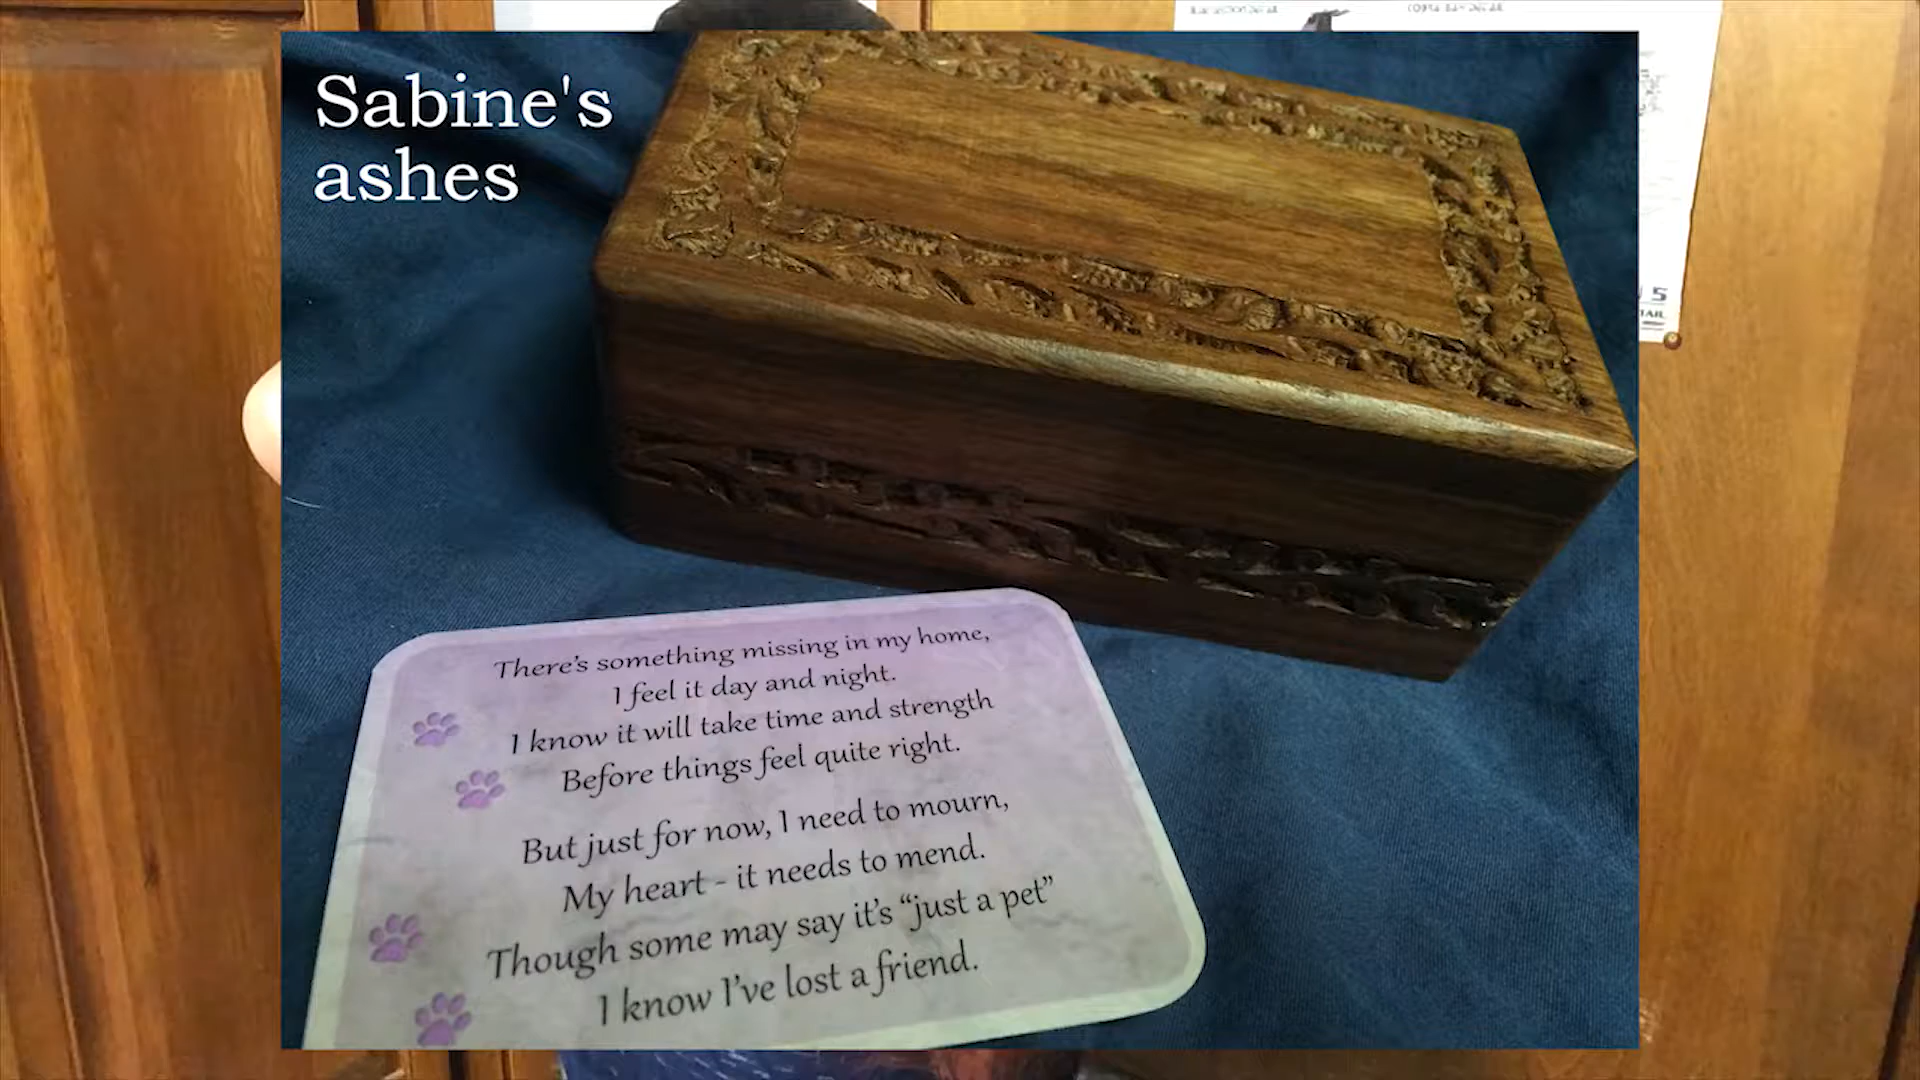 Sabine's
ashes
There's something missing in my home,
I feel it day and night.
I know it will take time and strength
Before things feel quite right.
But just for now, I need to mourn,
My heart - it needs to mend.
Though some may say it's “just a pet”
I know I've lost a friend.